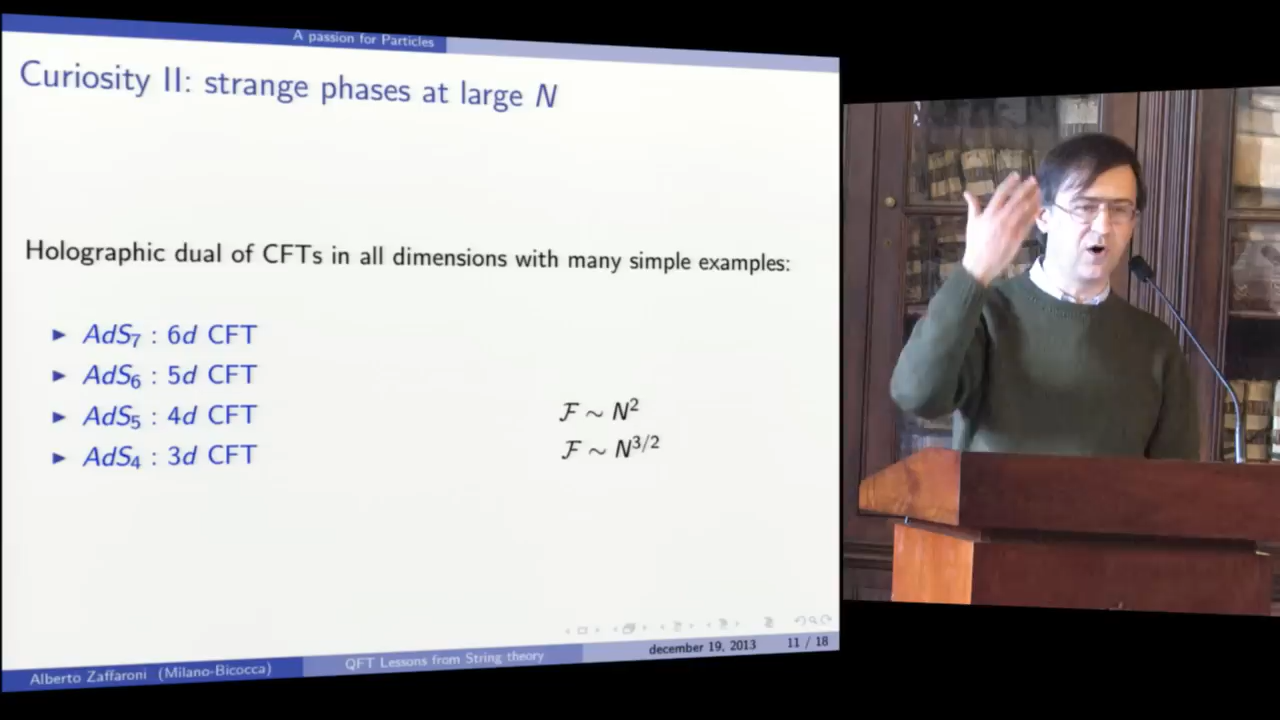 A passion for Particles
Curiosity II: strange phases at large N
Holographic dual of CFTs in all dimensions with many simple examples:
▶ AdS₇ : 6d CFT
▶ AdS₆ : 5d CFT
▶ AdS₅ : 4d CFT
ℱ ∼ N²
▶ AdS₄ : 3d CFT
ℱ ∼ N³ᐟ²
Alberto Zaffaroni (Milano-Bicocca)
QFT Lessons from String theory
december 19, 2013
11 / 18